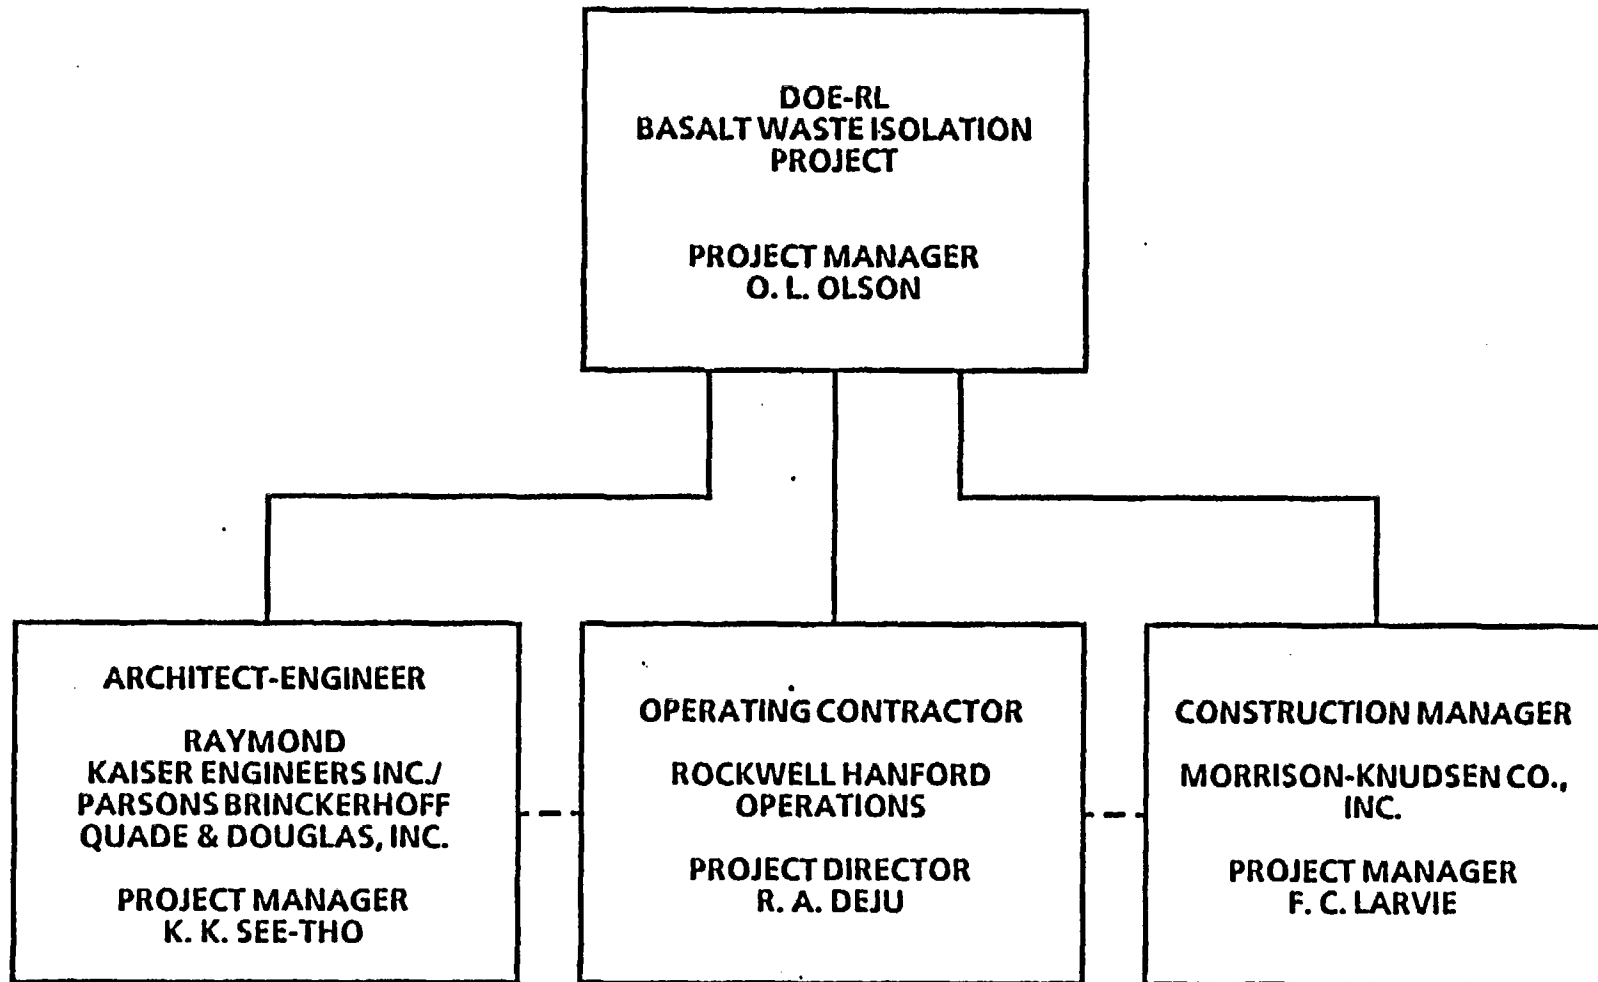 DOE-RL
BASALT WASTE ISOLATION
PROJECT
PROJECT MANAGER
O. L. OLSON
ARCHITECT-ENGINEER
RAYMOND
KAISER ENGINEERS INC./
PARSONS BRINCKERHOFF
QUADE & DOUGLAS, INC.
PROJECT MANAGER
K. K. SEE-THO
OPERATING CONTRACTOR
ROCKWELL HANFORD
OPERATIONS
PROJECT DIRECTOR
R. A. DEJU
CONSTRUCTION MANAGER
MORRISON-KNUDSEN CO.,
INC.
PROJECT MANAGER
F. C. LARVIE